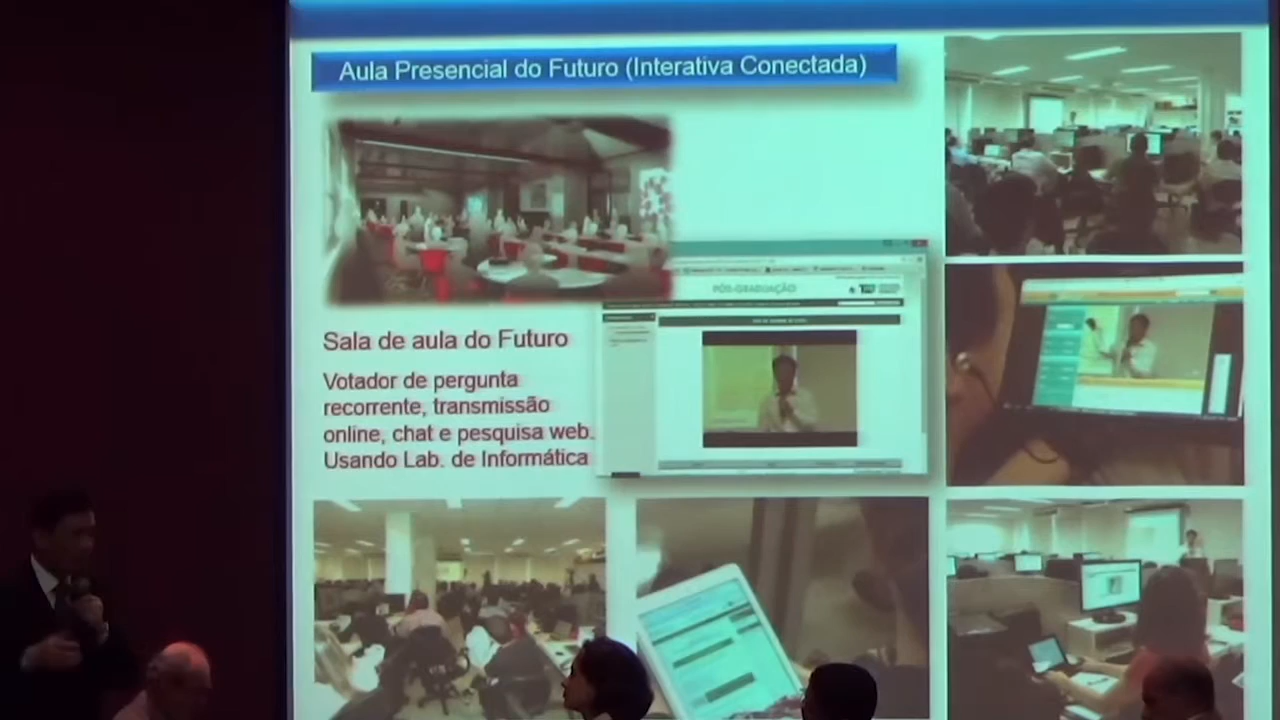 Aula Presencial do Futuro (Interativa Conectada)
PÓS-GRADUAÇÃO
Sala de aula do Futuro
Votador de pergunta
recorrente, transmissão
online, chat e pesquisa web.
Usando Lab. de Informática